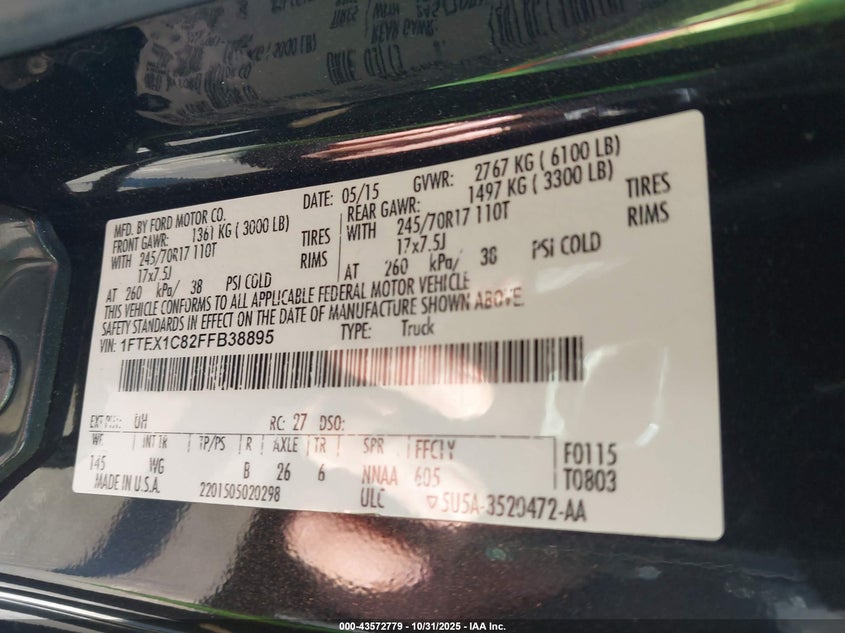 MFD. BY FORD MOTOR CO. DATE: 05/15 GVWR: 2767 KG ( 6100 LB)
FRONT GAWR: 1361 KG ( 3000 LB) REAR GAWR: 1497 KG ( 3300 LB)
WITH 245/70R17 110T TIRES WITH 245/70R17 110T TIRES
17x7.5J RIMS 17x7.5J RIMS
AT 260 kPa/ 38 PSI COLD AT 260 kPa/ 38 PSI COLD
THIS VEHICLE CONFORMS TO ALL APPLICABLE FEDERAL MOTOR VEHICLE
SAFETY STANDARDS IN EFFECT ON THE DATE OF MANUFACTURE SHOWN ABOVE.
VIN: 1FTEX1C82FFB38895 TYPE: Truck
EXT PNT: UH RC: 27 DSO:
WB INT TR TP/PS R AXLE TR SPR
145 WG B 26 6 NNAA 605 F0115
MADE IN U.S.A. 2201505020298 ULC 5U5A-3520472-AA T0803
000-43572779 | 10/31/2025 - IAA Inc.